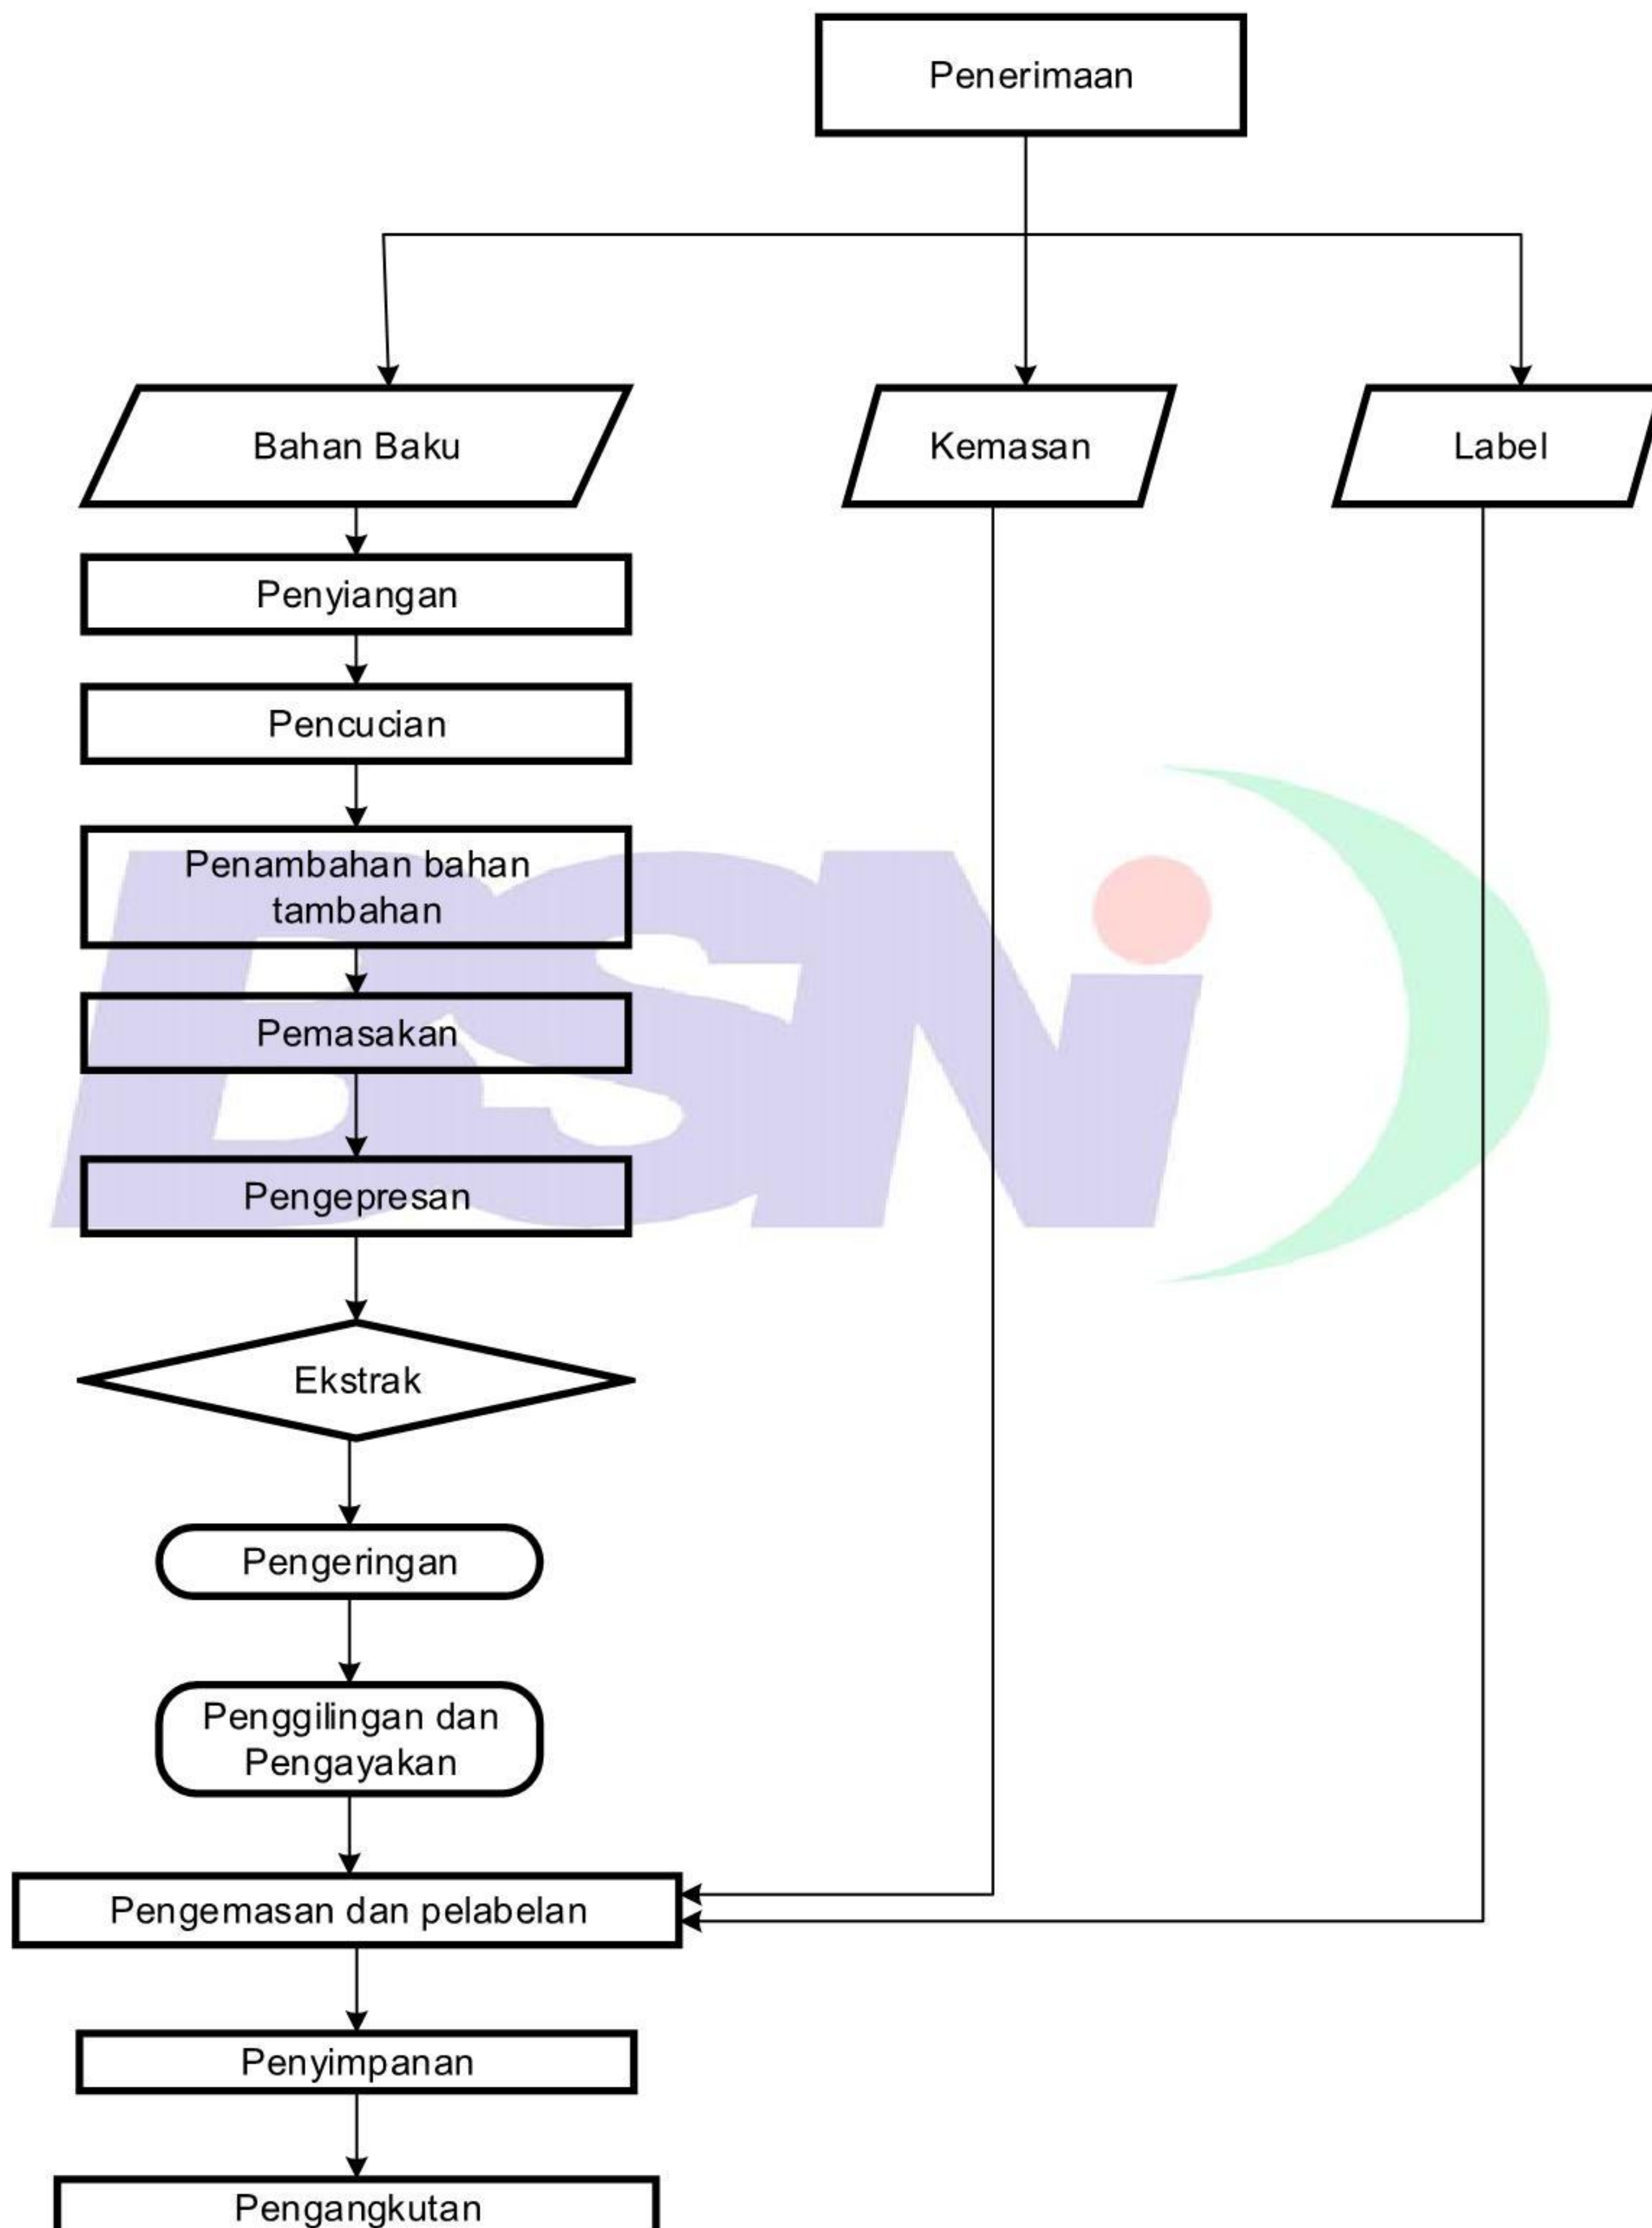 Penerimaan
Bahan Baku
Kemasan
Label
Penyiangan
Pencucian
Penambahan bahan
tambahan
Pemasakan
Pengepresan
Ekstrak
Pengeringan
Penggilingan dan
Pengayakan
Pengemasan dan pelabelan
Penyimpanan
Pengangkutan
BSNi